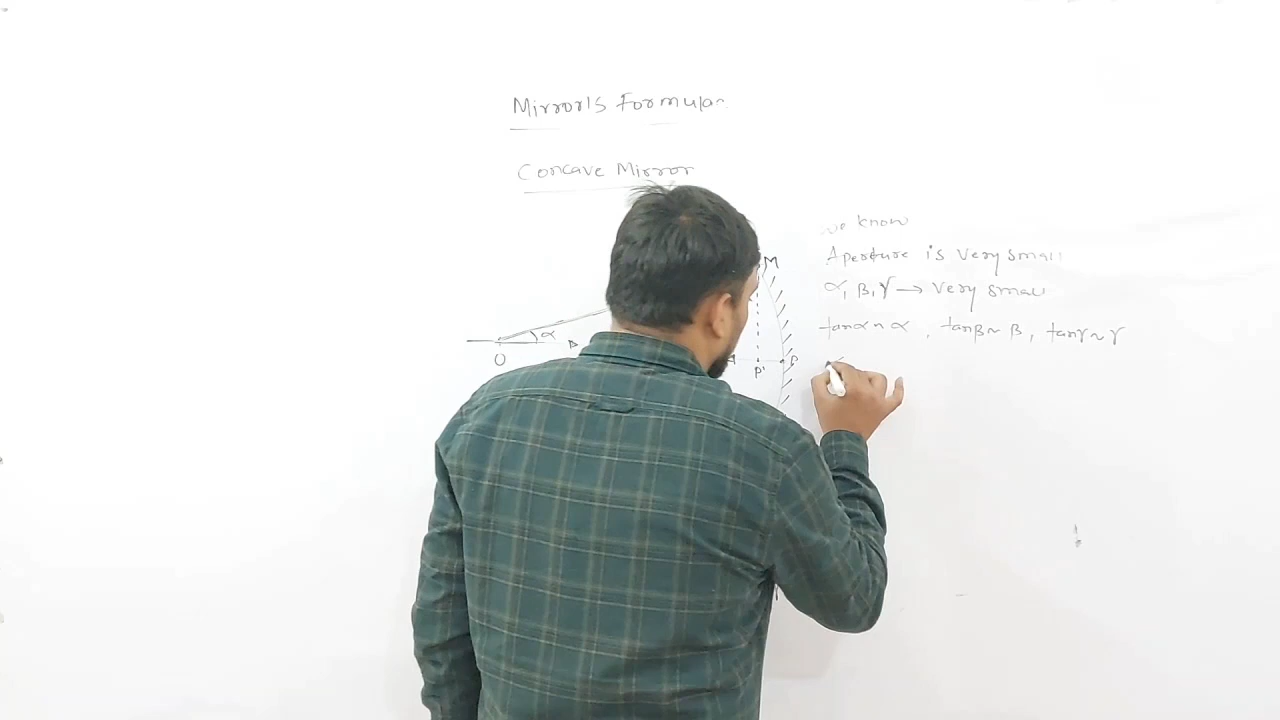 Mirror's Formula
Concave Mirror
we know
M
Aperture is very small
α, β, γ → very small
tanα ~ α , tanβ ~ β, tanγ ~ γ
α
O
P'
P